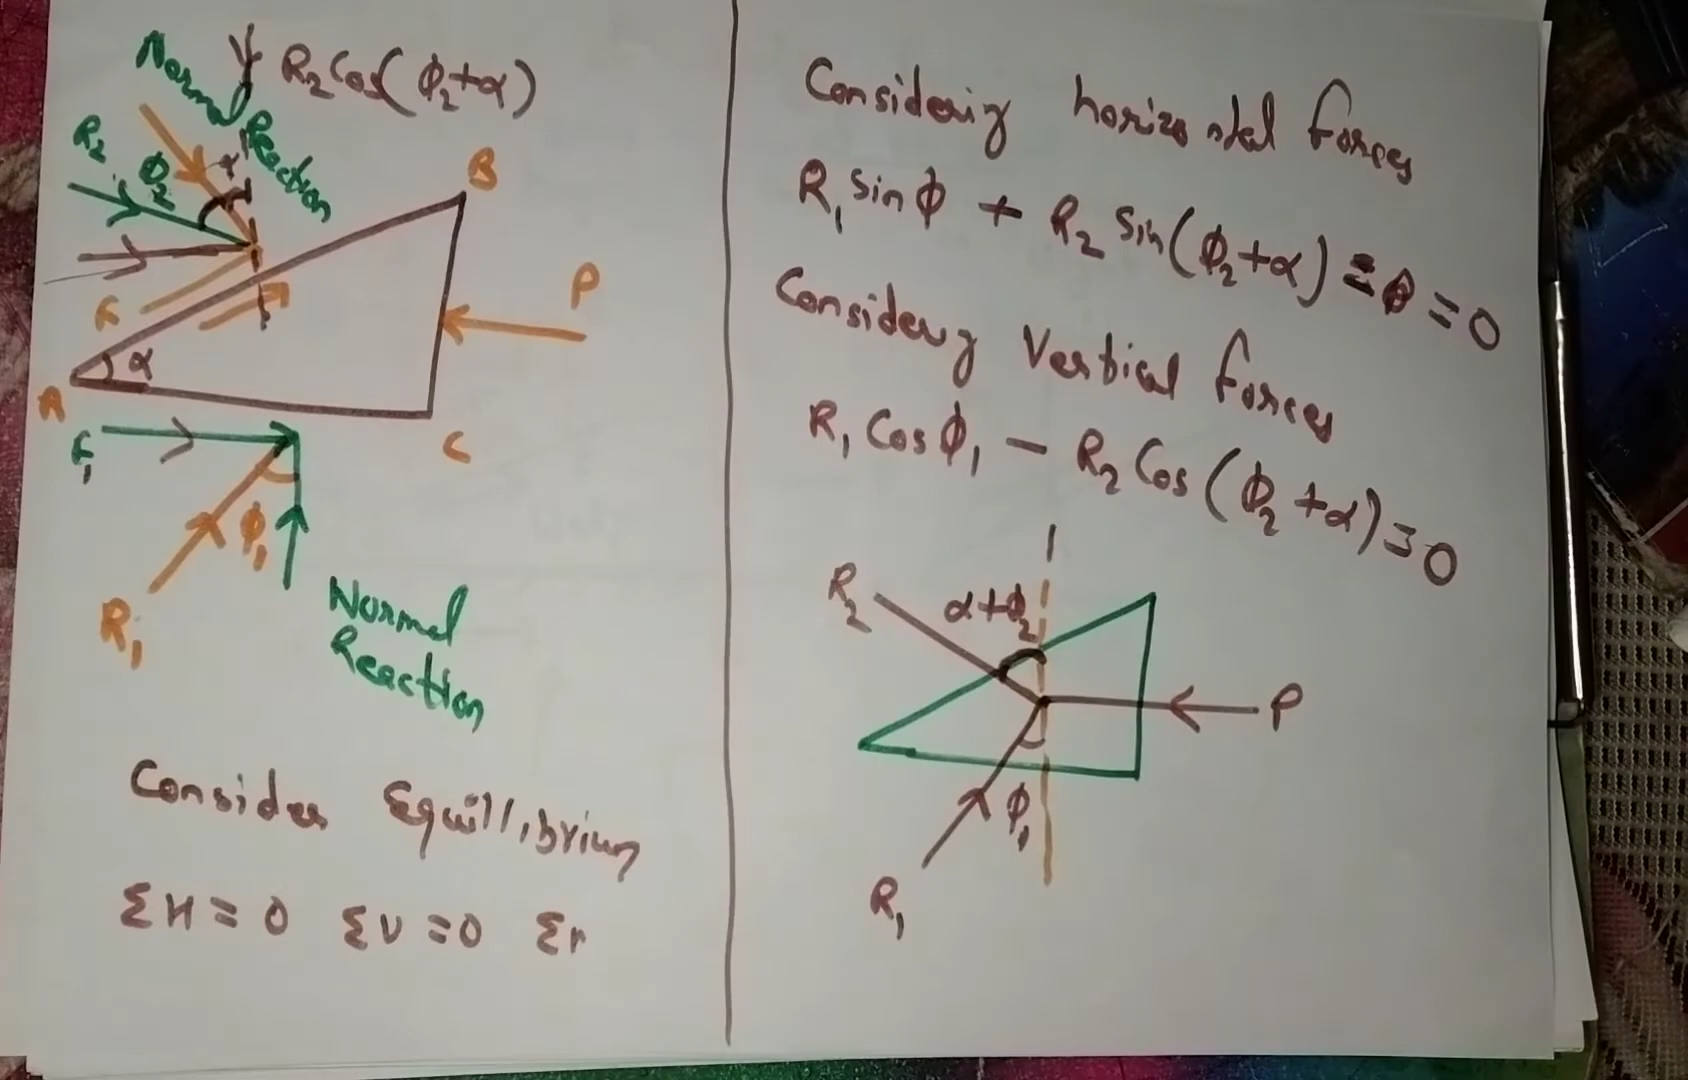 Normal Reaction
R₂ Cos(ϕ₂+α)
R₂
ϕ₂
α
B
P
α
A
C
F₁
ϕ₁
R₁
Normal
Reaction
Consider Equillibrium
ΣH = 0 ΣV = 0 Σ
Considering horizontal forces
R₁ Sin ϕ + R₂ Sin(ϕ₂+α) = 0
Considering Vertical forces
R₁ Cos ϕ₁ – R₂ Cos (ϕ₂ +α) = 0
R₂
α+ϕ₂
P
ϕ₁
R₁